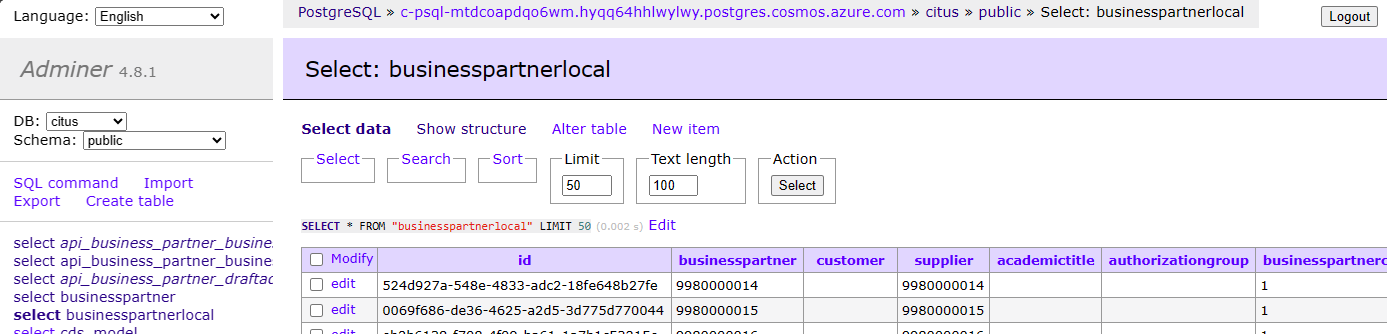 Language: English
PostgreSQL » c-psql-mtdcoapdqo6wm.hyqq64hhlwylwy.postgres.cosmos.azure.com » citus » public » Select: businesspartnerlocal
Logout
Adminer 4.8.1
Select: businesspartnerlocal
DB: citus
Schema: public
Select data Show structure Alter table New item
Select Search Sort Limit Text length Action
50 100 Select
SQL command Import
Export Create table
SELECT * FROM "businesspartnerlocal" LIMIT 50 (0.002 s) Edit
select api_business_partner_busine
select api_business_partner_busine
select api_business_partner_draftac
select businesspartner
select businesspartnerlocal
select cds_model
Modify id businesspartner customer supplier academictitle authorizationgroup businesspartnerc
edit 524d927a-548e-4833-adc2-18fe648b27fe 9980000014 9980000014 1
edit 0069f686-de36-4625-a2d5-3d775d770044 9980000015 9980000015 1
edit